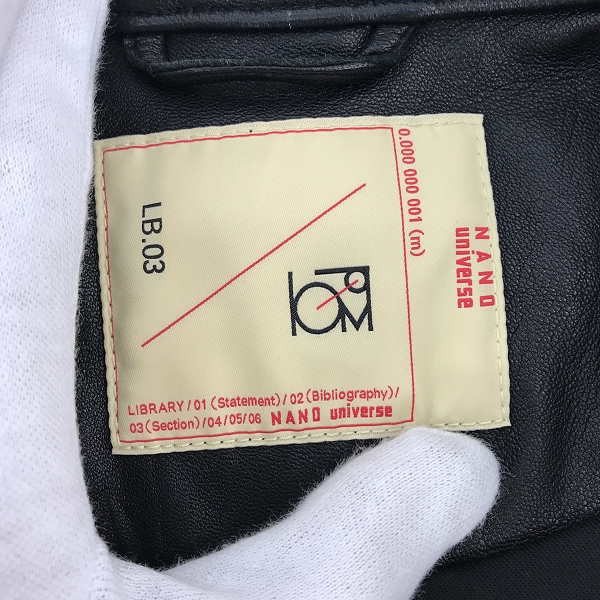 0.000 000 001 (m)
NANO
universe
LB.03
LIBRARY/01 (Statement)/02 (Bibliography)/
03 (Section)/04/05/06 NANO universe